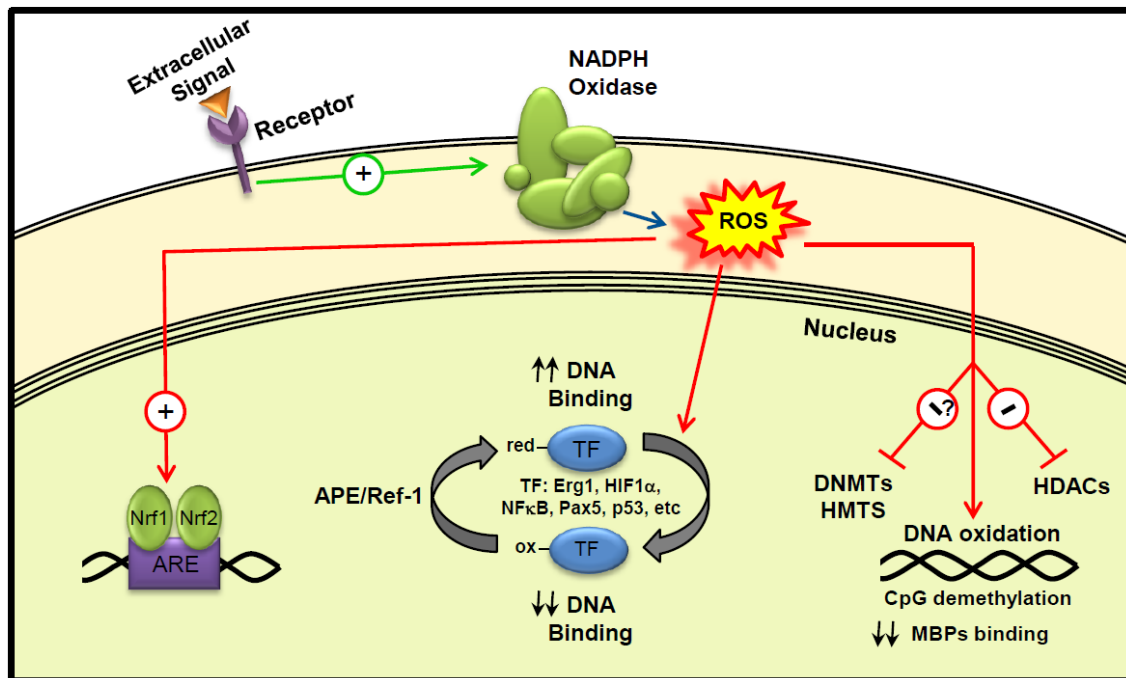 Extracellular
Signal
Receptor
+
NADPH
Oxidase
ROS
Nucleus
+
Nrf1 Nrf2
ARE
↑↑ DNA
Binding
red TF
APE/Ref-1
TF: Erg1, HIF1α,
NFκB, Pax5, p53, etc
ox TF
↓↓ DNA
Binding
-? -
DNMTs
HMTS
HDACs
DNA oxidation
CpG demethylation
↓↓ MBPs binding